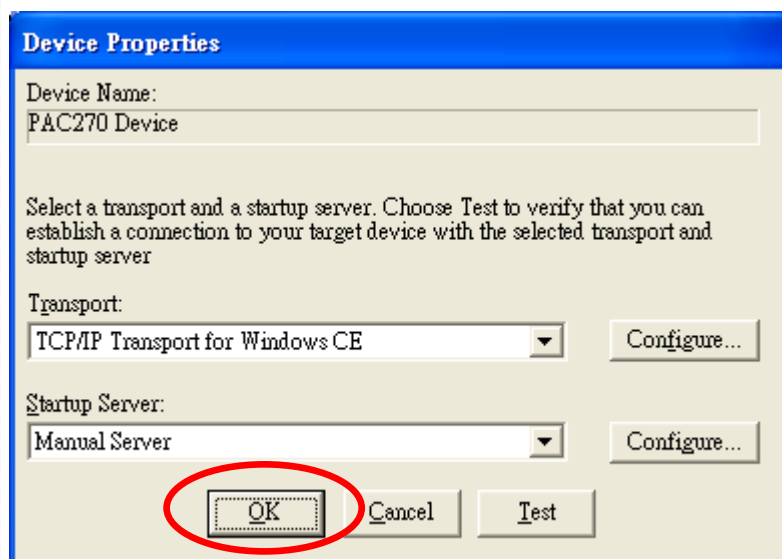 Device Properties
Device Name:
PAC270 Device
Select a transport and a startup server. Choose Test to verify that you can
establish a connection to your target device with the selected transport and
startup server
Transport:
TCP/IP Transport for Windows CE
Configure...
Startup Server:
Manual Server
Configure...
OK Cancel Test